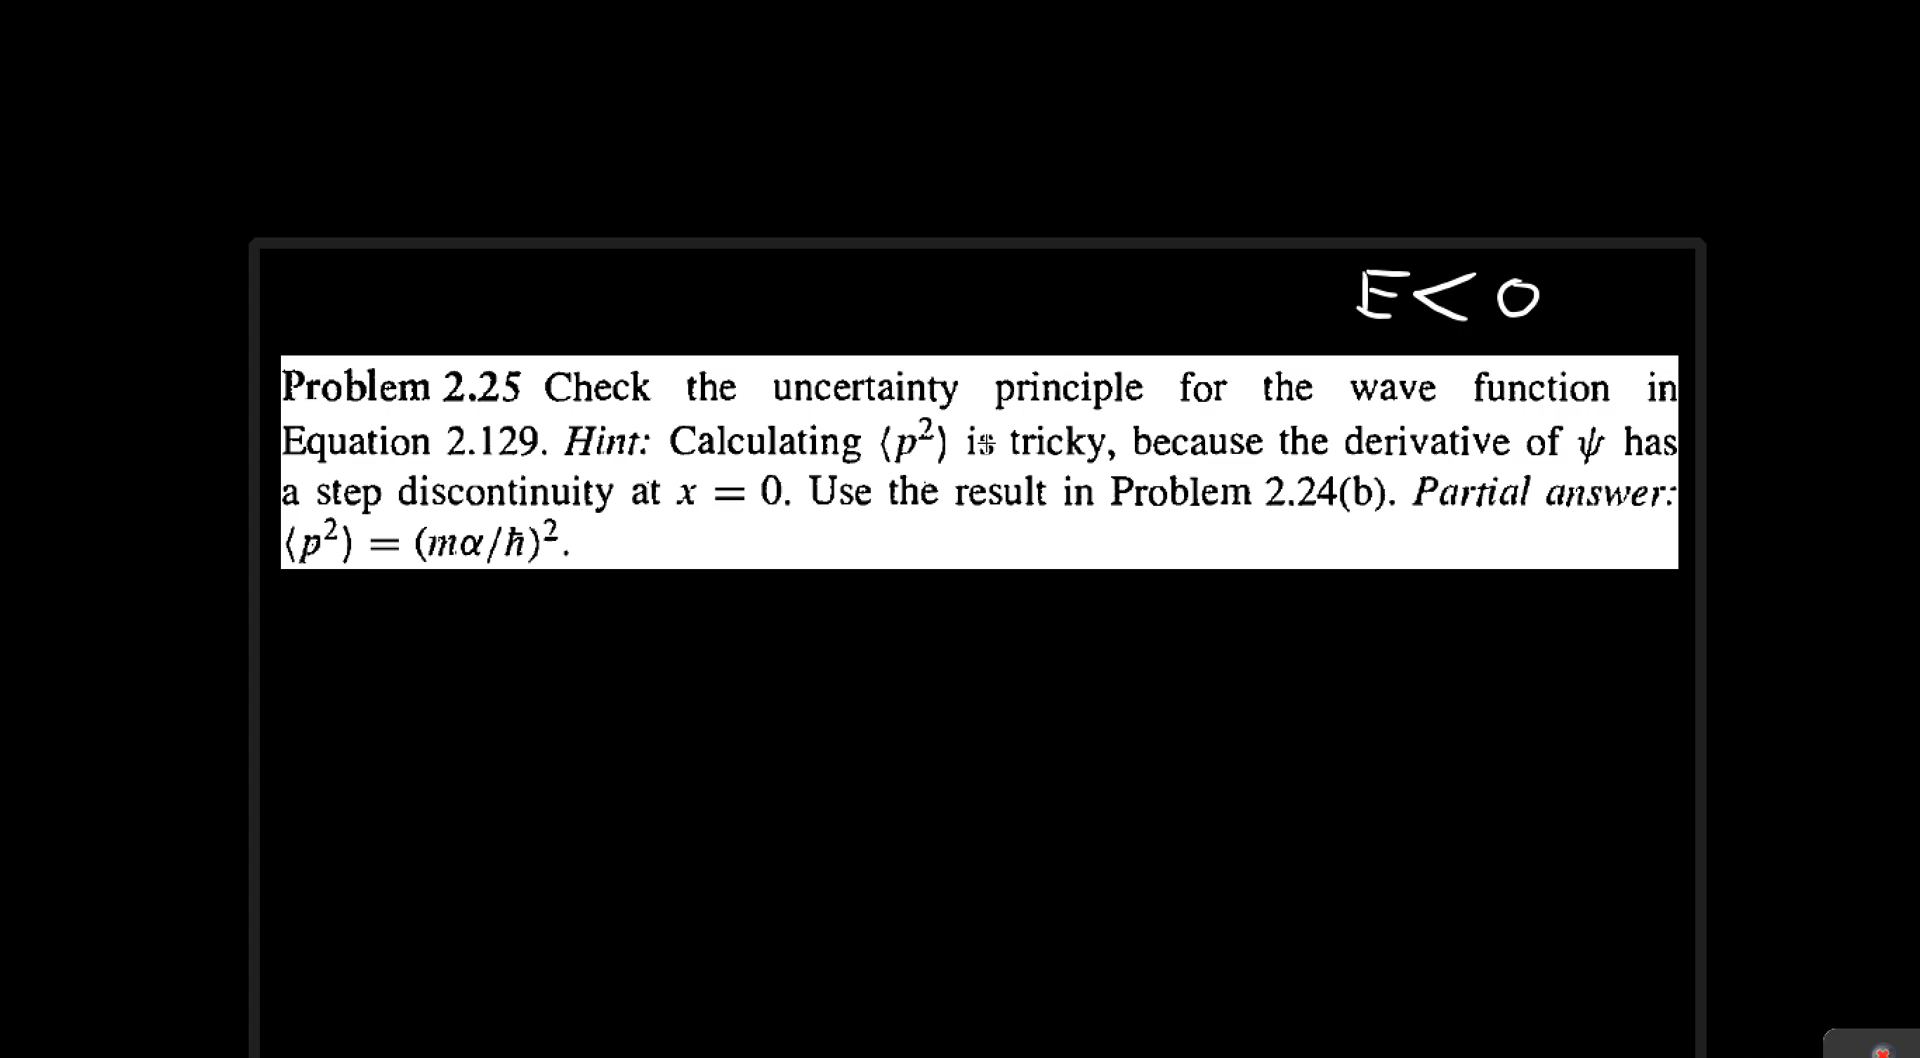 E<0
Problem 2.25 Check the uncertainty principle for the wave function in
Equation 2.129. Hint: Calculating ⟨p²⟩ is tricky, because the derivative of ψ has
a step discontinuity at x = 0. Use the result in Problem 2.24(b). Partial answer:
⟨p²⟩ = (mα/ħ)².